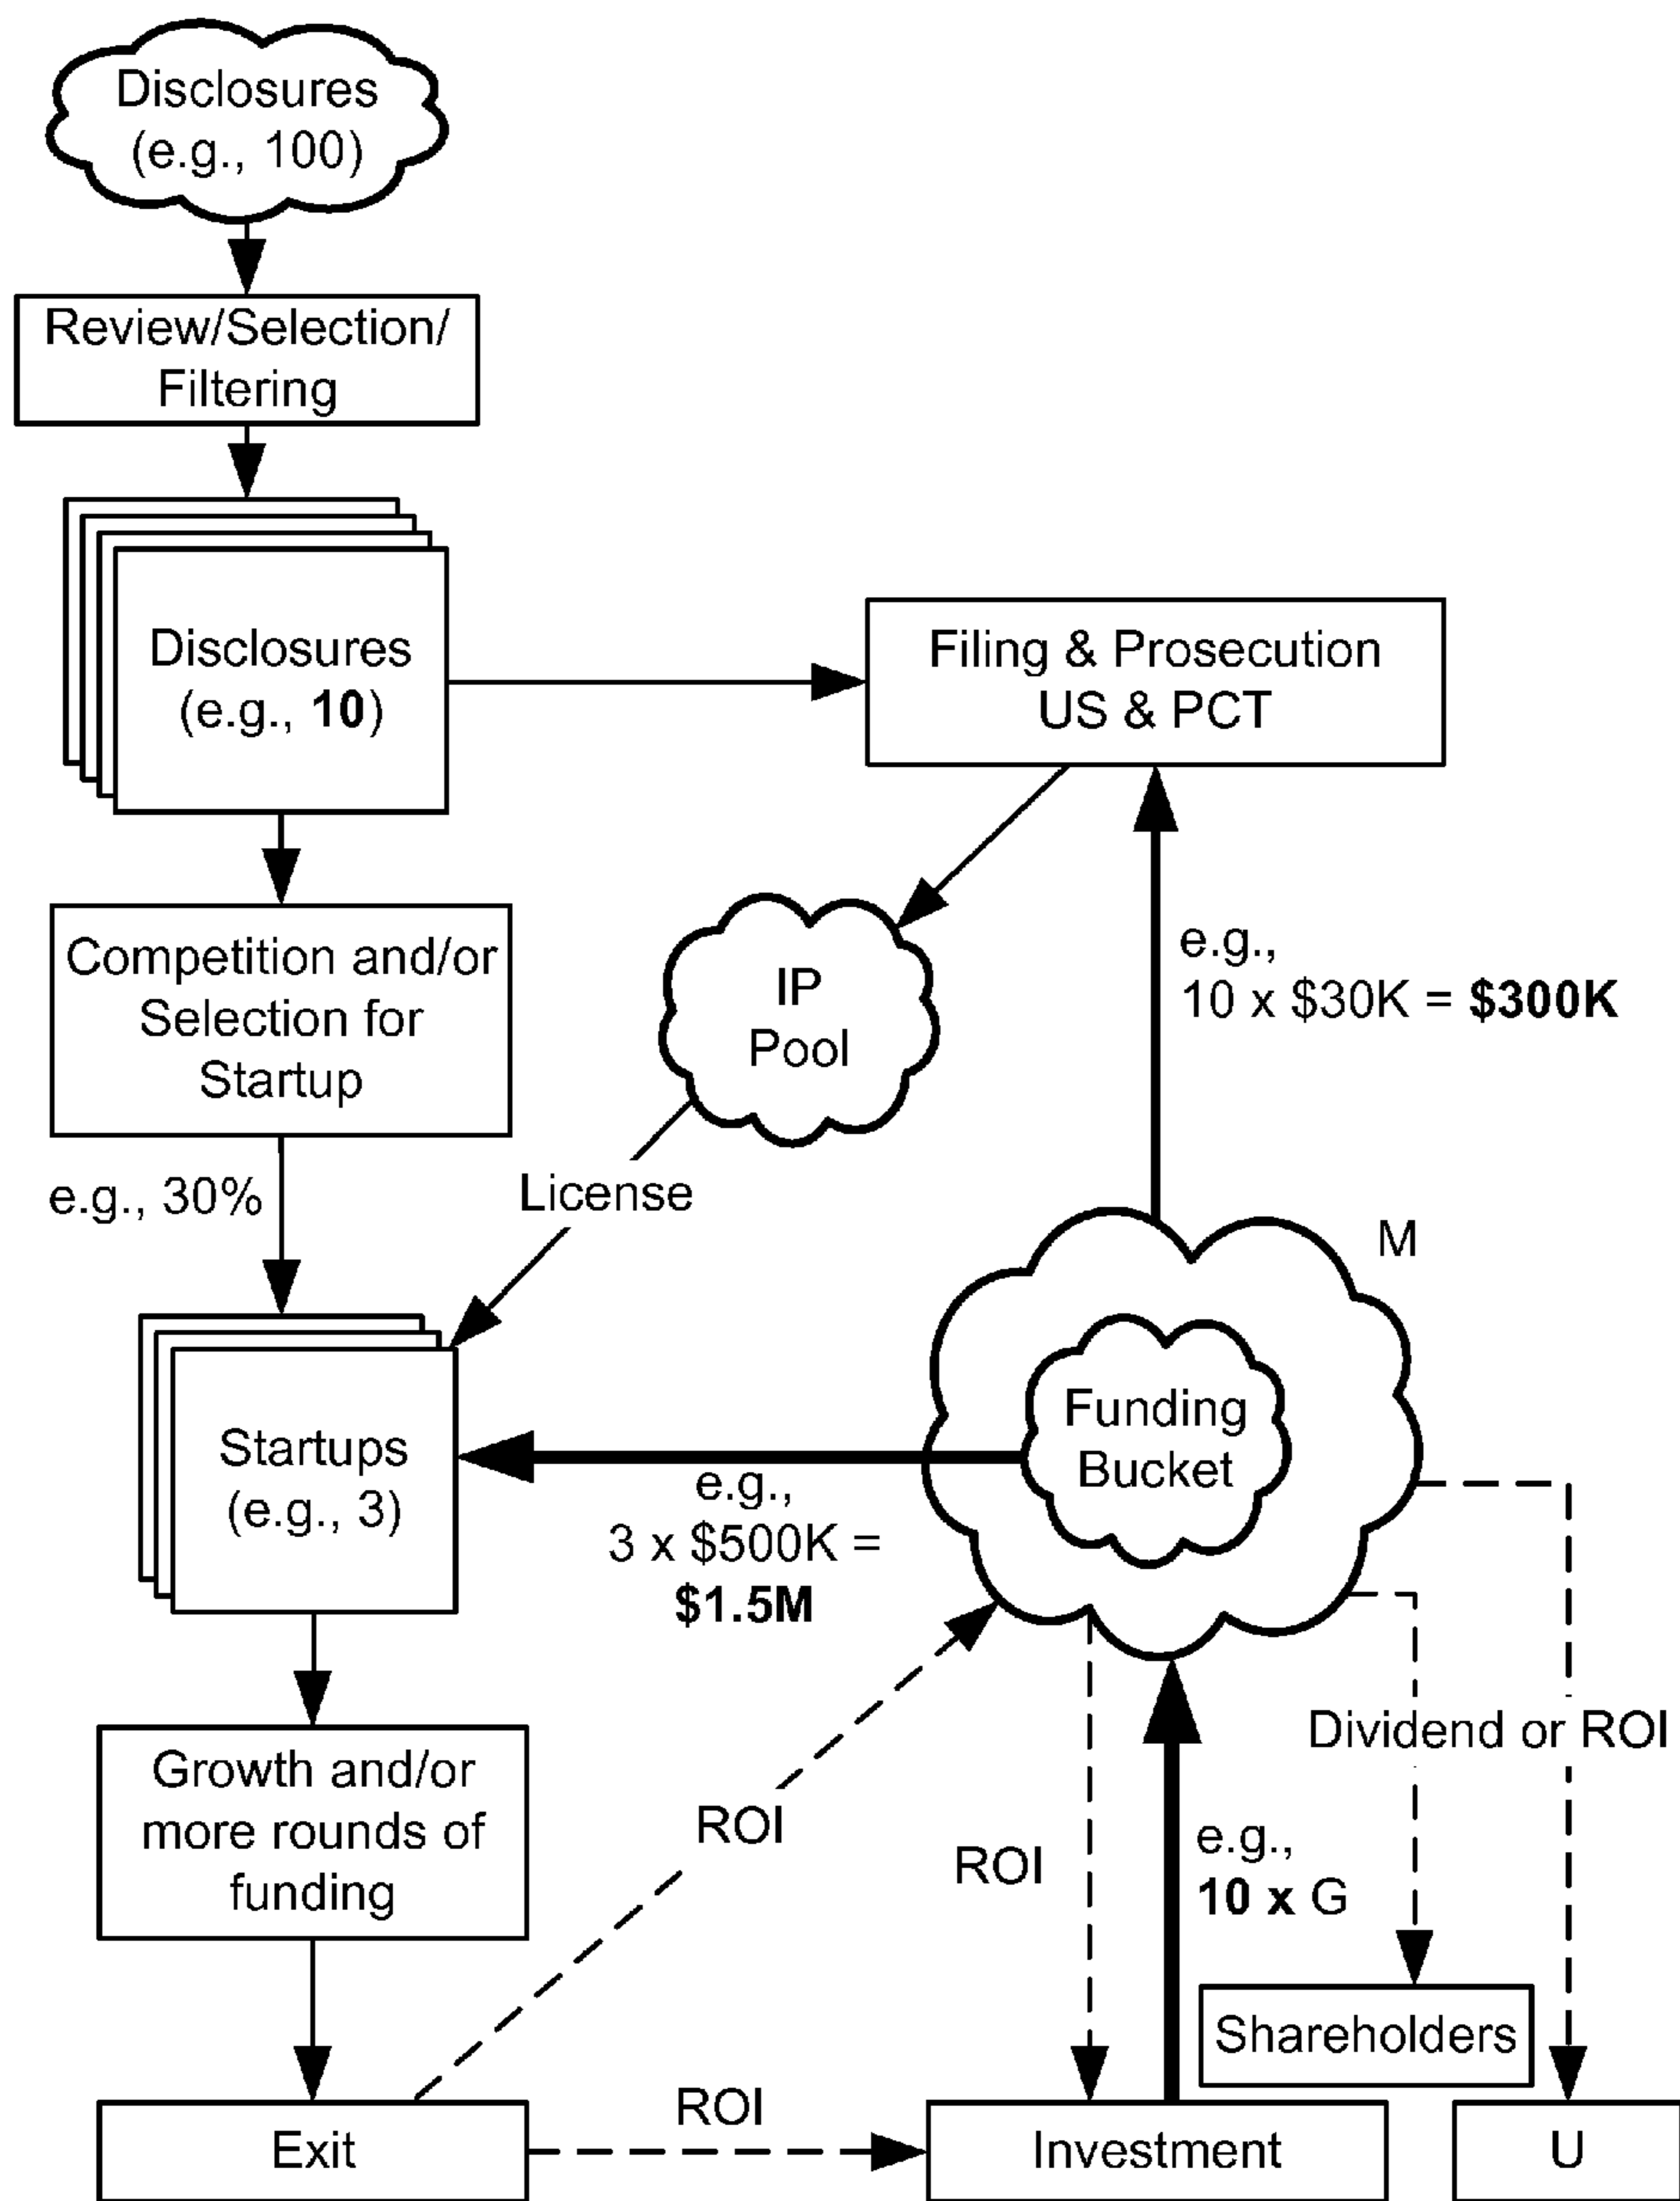 Disclosures
(e.g., 100)
Review/Selection/
Filtering
Disclosures
(e.g., 10)
Filing & Prosecution
US & PCT
Competition and/or
Selection for
Startup
IP
Pool
e.g.,
10 x $30K = $300K
e.g., 30%
License
M
Startups
(e.g., 3)
Funding
Bucket
e.g.,
3 x $500K =
$1.5M
Growth and/or
more rounds of
funding
ROI
ROI
Dividend or ROI
e.g.,
10 x G
Shareholders
Exit
ROI
Investment
U